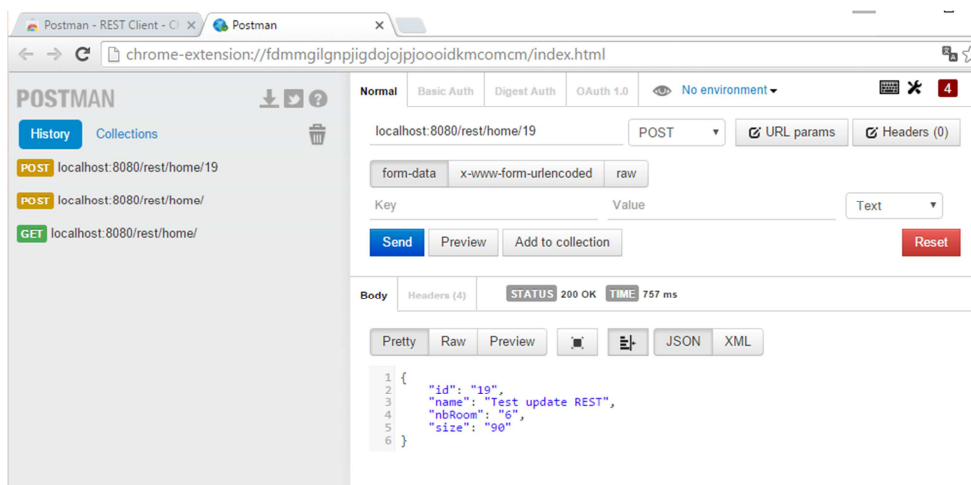 Postman - REST Client - Cl
Postman
chrome-extension://fdmmgilgnpjigdojojpjoooidkmcomcm/index.html
POSTMAN
History Collections
POST localhost:8080/rest/home/19
POST localhost:8080/rest/home/
GET localhost:8080/rest/home/
Normal Basic Auth Digest Auth OAuth 1.0 No environment 4
localhost:8080/rest/home/19 POST URL params Headers (0)
form-data x-www-form-urlencoded raw
Key Value Text
Send Preview Add to collection Reset
Body Headers (4) STATUS 200 OK TIME 757 ms
Pretty Raw Preview JSON XML
1 {
2 "id": "19",
3 "name": "Test update REST",
4 "nbRoom": "6",
5 "size": "90"
6 }